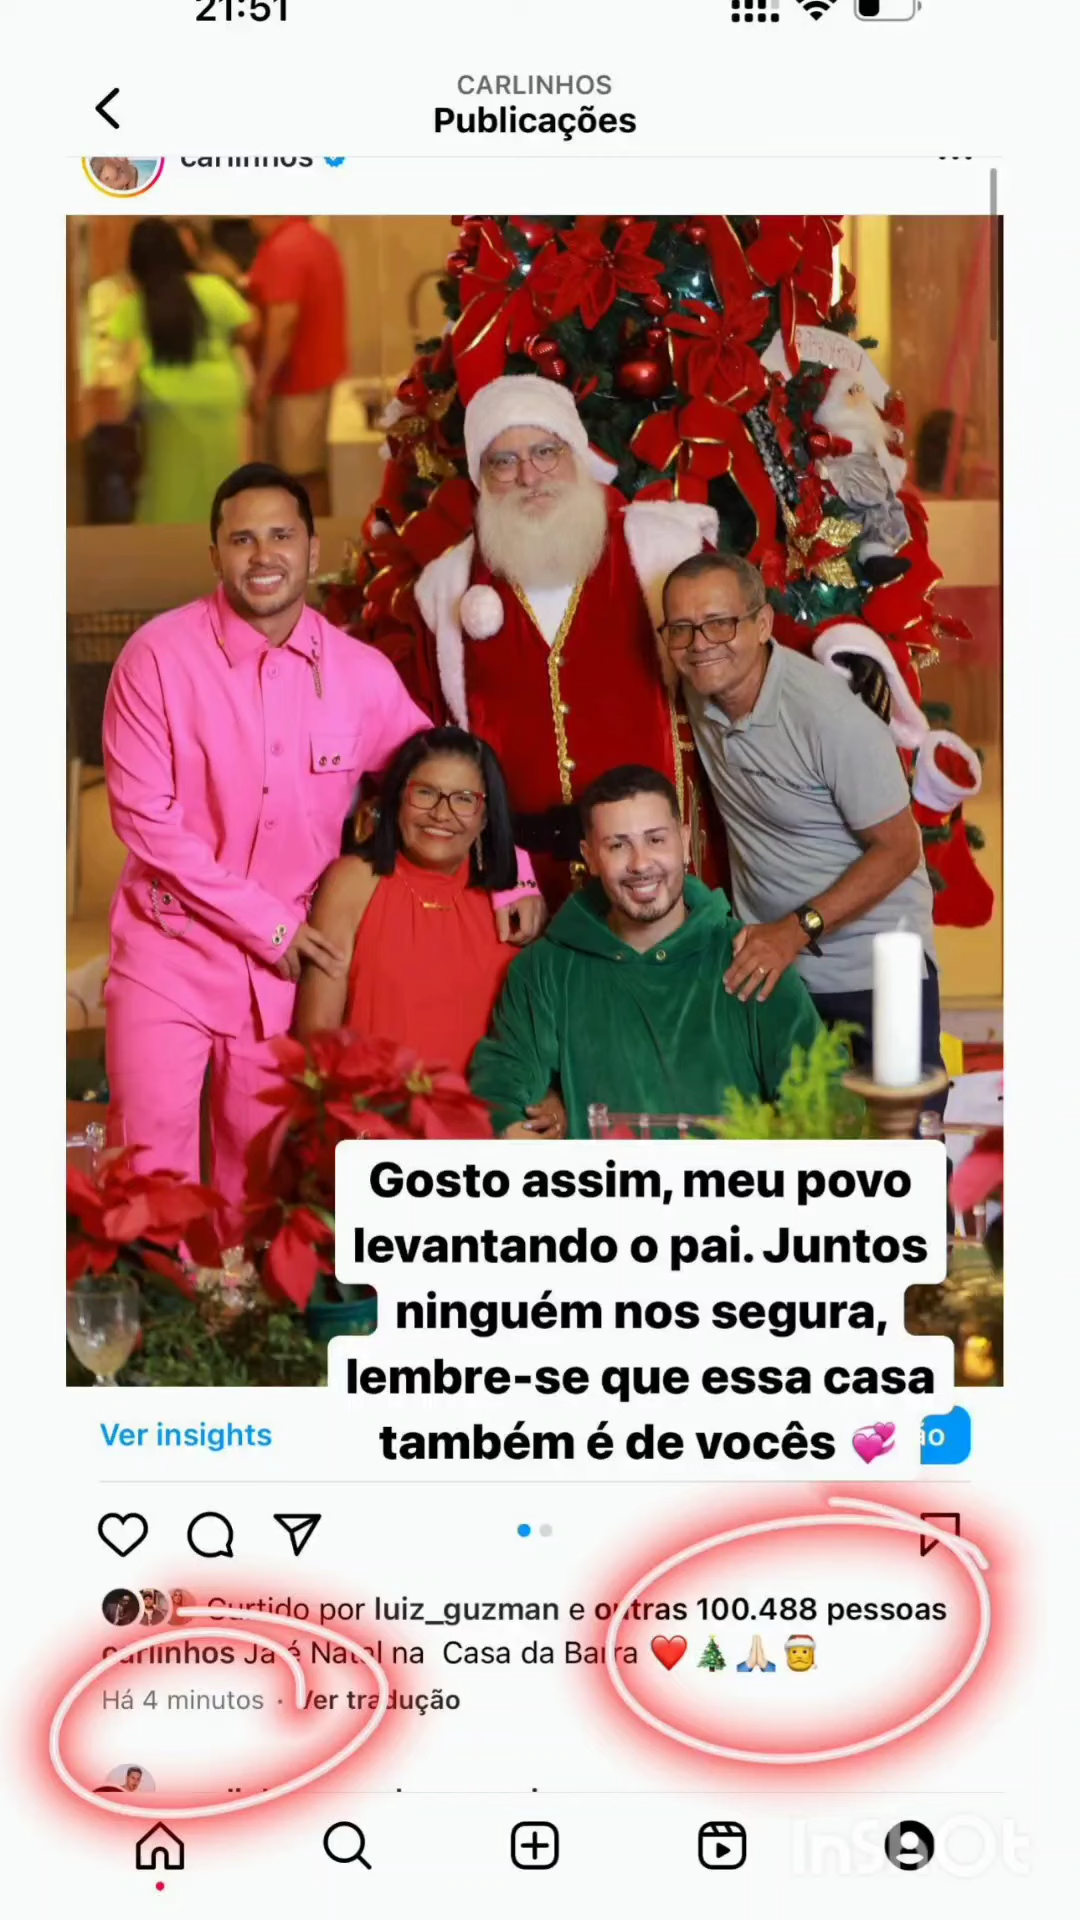 21:51
CARLINHOS
Publicações
carlinhos
Gosto assim, meu povo
levantando o pai. Juntos
ninguém nos segura,
lembre-se que essa casa
também é de vocês 💞
Ver insights
ão
Curtido por luiz_guzman e outras 100.488 pessoas
carlinhos Já é Natal na Casa da Barra ❤️🎄🙏🏻🎅
Há 4 minutos · Ver tradução
InShOt